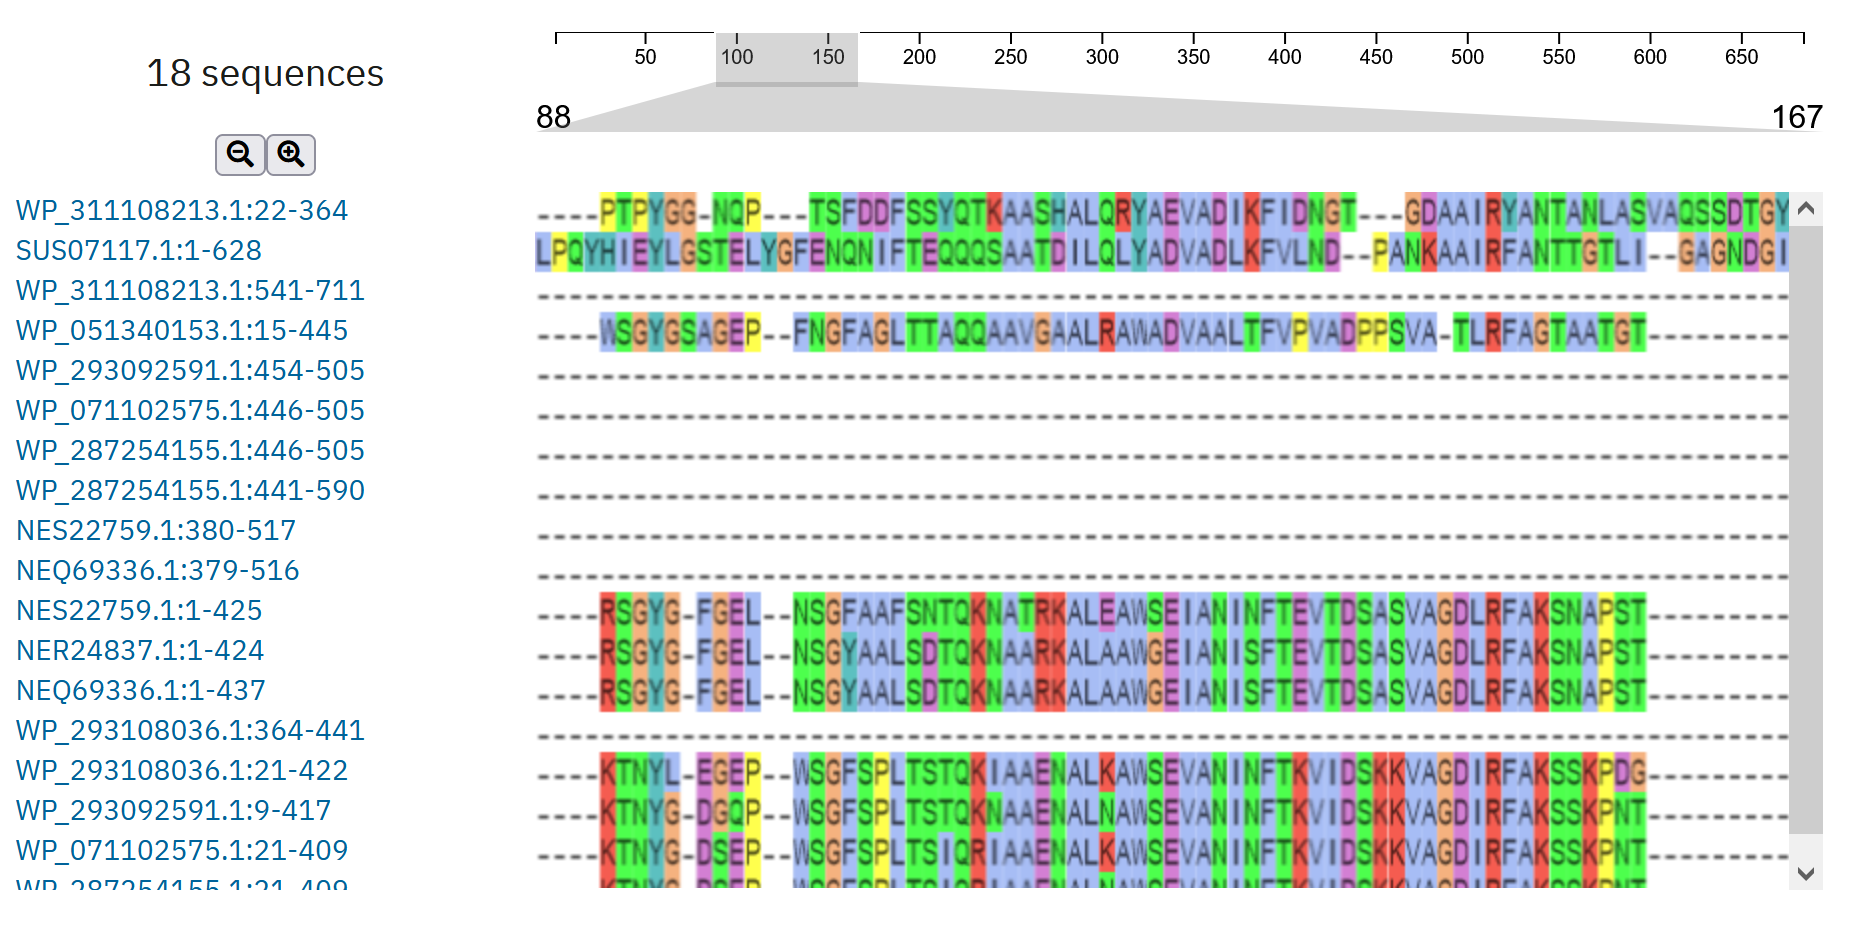 50 100 150 200 250 300 350 400 450 500 550 600 650
18 sequences
88 167
WP_311108213.1:22-364 ----PTPYGG-NQP---TSFDDFSSYQTKAASHALQRYAEVADIKFIDNGT---GDAAIRYANTANLASVAQSSDTGY
SUS07117.1:1-628 LPQYHIEYLGSTELYGFENQNIFTEQQQSAATDILQLYADVADLKFVLND--PANKAAIRFANTTGTLI--GAGNDGI
WP_311108213.1:541-711 ------------------------------------------------------------------------------
WP_051340153.1:15-445 ----WSGYGSAGEP--FNGFAGLTTAQQAAVGAALRAWADVAALTFVPVADPPSVA-TLRFAGTAATGT---------
WP_293092591.1:454-505 ------------------------------------------------------------------------------
WP_071102575.1:446-505 ------------------------------------------------------------------------------
WP_287254155.1:446-505 ------------------------------------------------------------------------------
WP_287254155.1:441-590 ------------------------------------------------------------------------------
NES22759.1:380-517 ------------------------------------------------------------------------------
NEQ69336.1:379-516 ------------------------------------------------------------------------------
NES22759.1:1-425 ----RSGYG-FGEL--NSGFAAFSNTQKNATRKALEAWSEIANINFTEVTDSASVAGDLRFAKSNAPST---------
NER24837.1:1-424 ----RSGYG-FGEL--NSGYAALSDTQKNAARKALAAWGEIANISFTEVTDSASVAGDLRFAKSNAPST---------
NEQ69336.1:1-437 ----RSGYG-FGEL--NSGYAALSDTQKNAARKALAAWGEIANISFTEVTDSASVAGDLRFAKSNAPST---------
WP_293108036.1:364-441 ------------------------------------------------------------------------------
WP_293108036.1:21-422 ----KTNYL-EGEP--WSGFSPLTSTQKIAAENALKAWSEVANINFTKVIDSKKVAGDIRFAKSSKPDG---------
WP_293092591.1:9-417 ----KTNYG-DGQP--WSGFSPLTSTQKNAAENALNAWSEVANINFTKVIDSKKVAGDIRFAKSSKPNT---------
WP_071102575.1:21-409 ----KTNYG-DSEP--WSGFSPLTSIQRIAAENALKAWSEVANINFTKVIDSKKVAGDIRFAKSSKPNT---------
WP_287254155.1:21-409